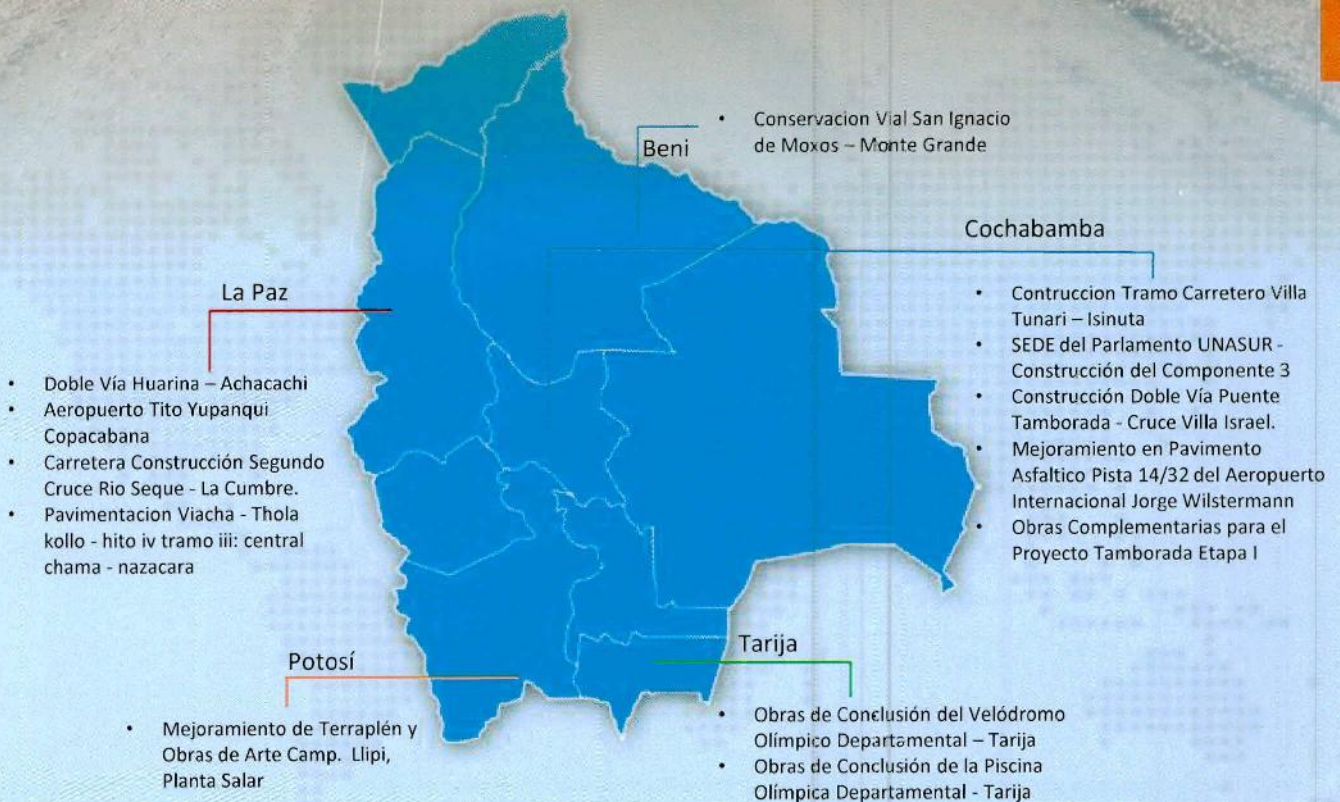 Beni
• Conservacion Vial San Ignacio
de Moxos – Monte Grande
Cochabamba
• Contruccion Tramo Carretero Villa
Tunari – Isinuta
• SEDE del Parlamento UNASUR -
Construcción del Componente 3
• Construcción Doble Vía Puente
Tamborada - Cruce Villa Israel.
• Mejoramiento en Pavimento
Asfaltico Pista 14/32 del Aeropuerto
Internacional Jorge Wilstermann
• Obras Complementarias para el
Proyecto Tamborada Etapa I
La Paz
• Doble Vía Huarina – Achacachi
• Aeropuerto Tito Yupanqui
Copacabana
• Carretera Construcción Segundo
Cruce Rio Seque - La Cumbre.
• Pavimentacion Viacha - Thola
kollo - hito iv tramo iii: central
chama - nazacara
Potosí
• Mejoramiento de Terraplén y
Obras de Arte Camp. Llipi,
Planta Salar
Tarija
• Obras de Conclusión del Velódromo
Olímpico Departamental – Tarija
• Obras de Conclusión de la Piscina
Olímpica Departamental - Tarija